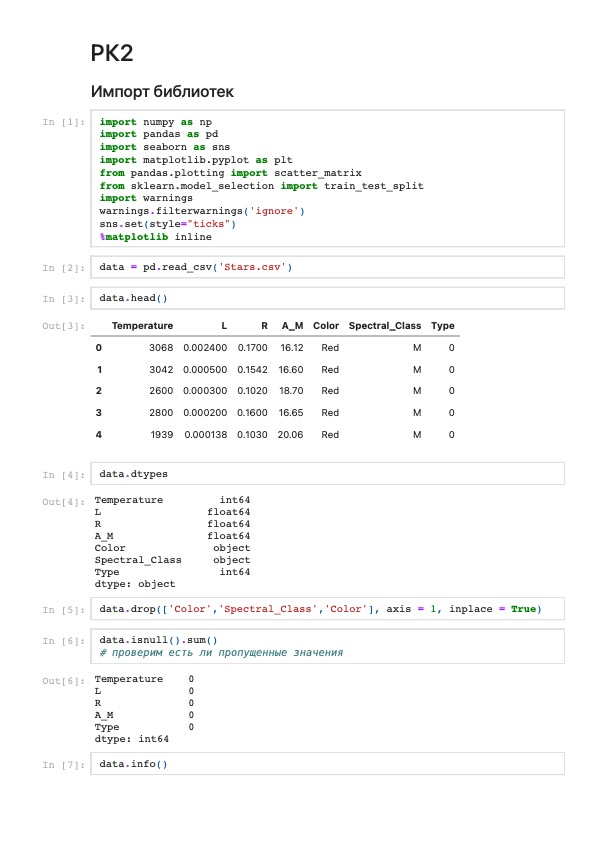 РК2
Импорт библиотек
In [1]: import numpy as np
import pandas as pd
import seaborn as sns
import matplotlib.pyplot as plt
from pandas.plotting import scatter_matrix
from sklearn.model_selection import train_test_split
import warnings
warnings.filterwarnings('ignore')
sns.set(style="ticks")
%matplotlib inline
In [2]: data = pd.read_csv('Stars.csv')
In [3]: data.head()
Out[3]: Temperature L R A_M Color Spectral_Class Type
0 3068 0.002400 0.1700 16.12 Red M 0
1 3042 0.000500 0.1542 16.60 Red M 0
2 2600 0.000300 0.1020 18.70 Red M 0
3 2800 0.000200 0.1600 16.65 Red M 0
4 1939 0.000138 0.1030 20.06 Red M 0
In [4]: data.dtypes
Out[4]: Temperature int64
L float64
R float64
A_M float64
Color object
Spectral_Class object
Type int64
dtype: object
In [5]: data.drop(['Color','Spectral_Class','Color'], axis = 1, inplace = True)
In [6]: data.isnull().sum()
# проверим есть ли пропущенные значения
Out[6]: Temperature 0
L 0
R 0
A_M 0
Type 0
dtype: int64
In [7]: data.info()